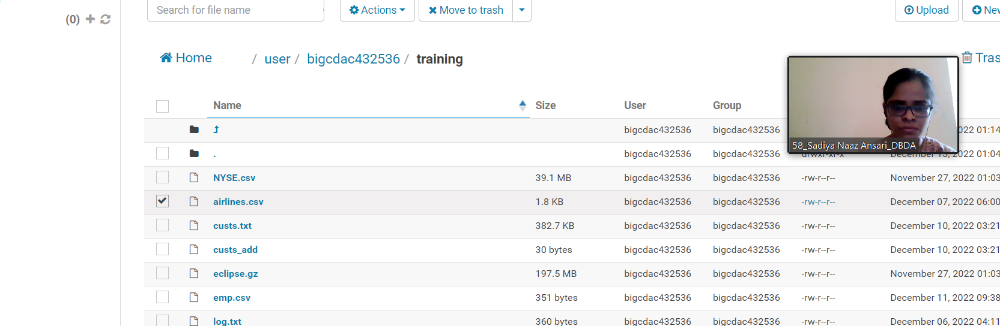 Search for file name Actions Move to trash Upload New
(0)
Home / user / bigcdac432536 / training Tras
Name Size User Group
bigcdac432536 bigcdac432536 022 01:14
. bigcdac432536 bigcdac432536 drwxr-xr-x December 13, 2022 01:04
58_Sadiya Naaz Ansari_DBDA
NYSE.csv 39.1 MB bigcdac432536 bigcdac432536 -rw-r--r-- November 27, 2022 01:03
airlines.csv 1.8 KB bigcdac432536 bigcdac432536 -rw-r--r-- December 07, 2022 06:00
custs.txt 382.7 KB bigcdac432536 bigcdac432536 -rw-r--r-- December 10, 2022 03:21
custs_add 30 bytes bigcdac432536 bigcdac432536 -rw-r--r-- December 10, 2022 03:21
eclipse.gz 197.5 MB bigcdac432536 bigcdac432536 -rw-r--r-- November 27, 2022 01:03
emp.csv 351 bytes bigcdac432536 bigcdac432536 -rw-r--r-- December 11, 2022 09:38
log.txt 360 bytes bigcdac432536 bigcdac432536 -rw-r--r-- December 06, 2022 04:11